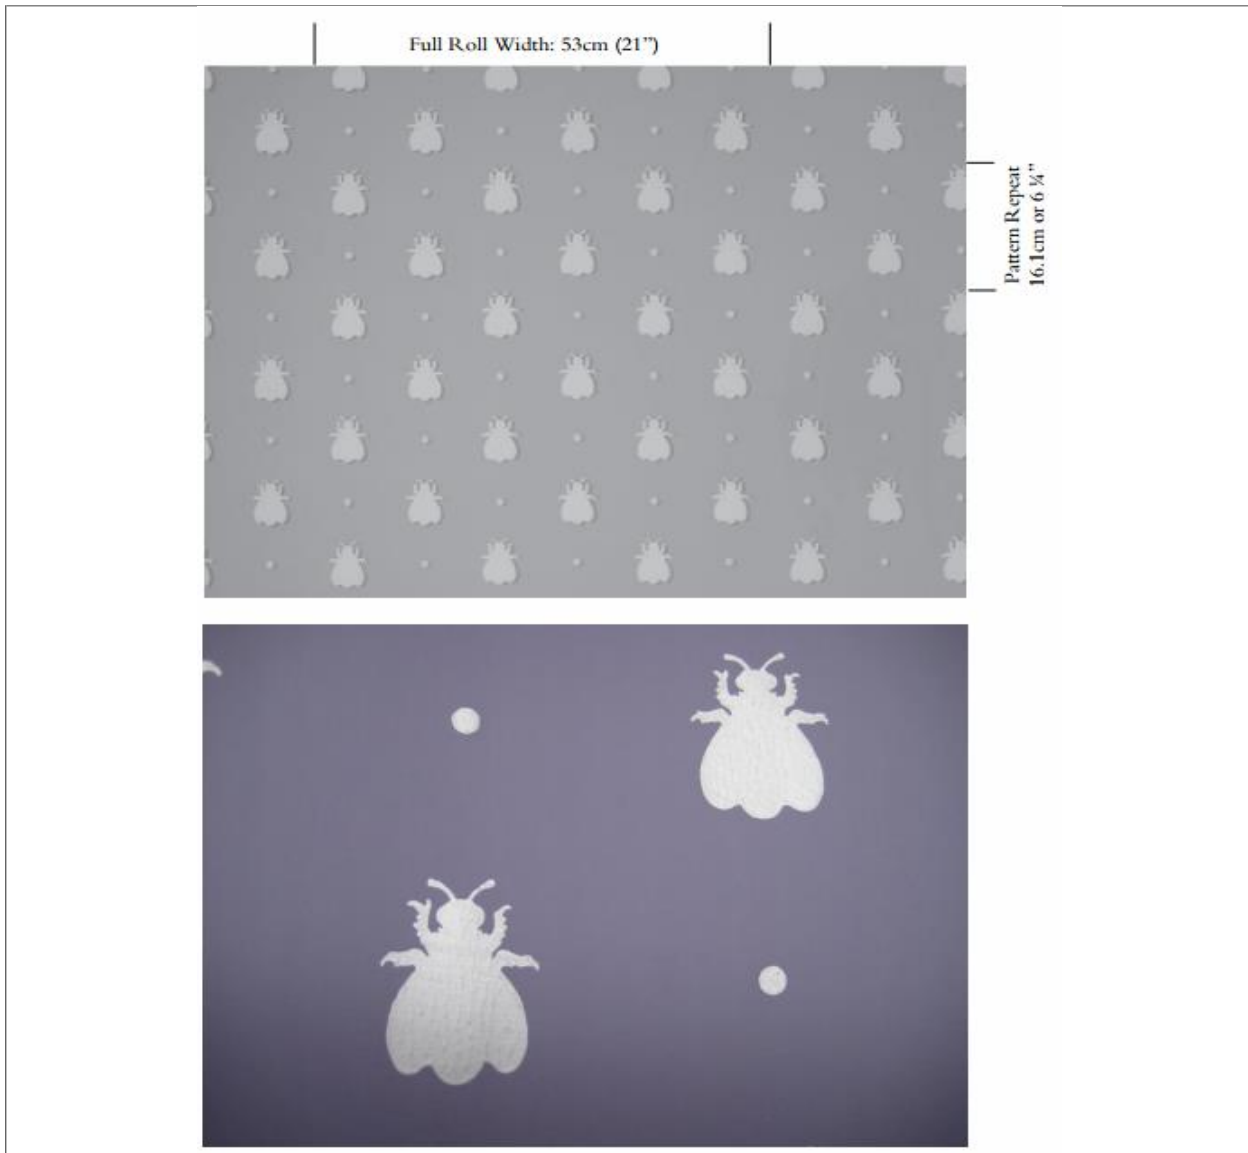 Full Roll Width: 53cm (21”)
Pattern Repeat
16.1cm or 6 ¼”